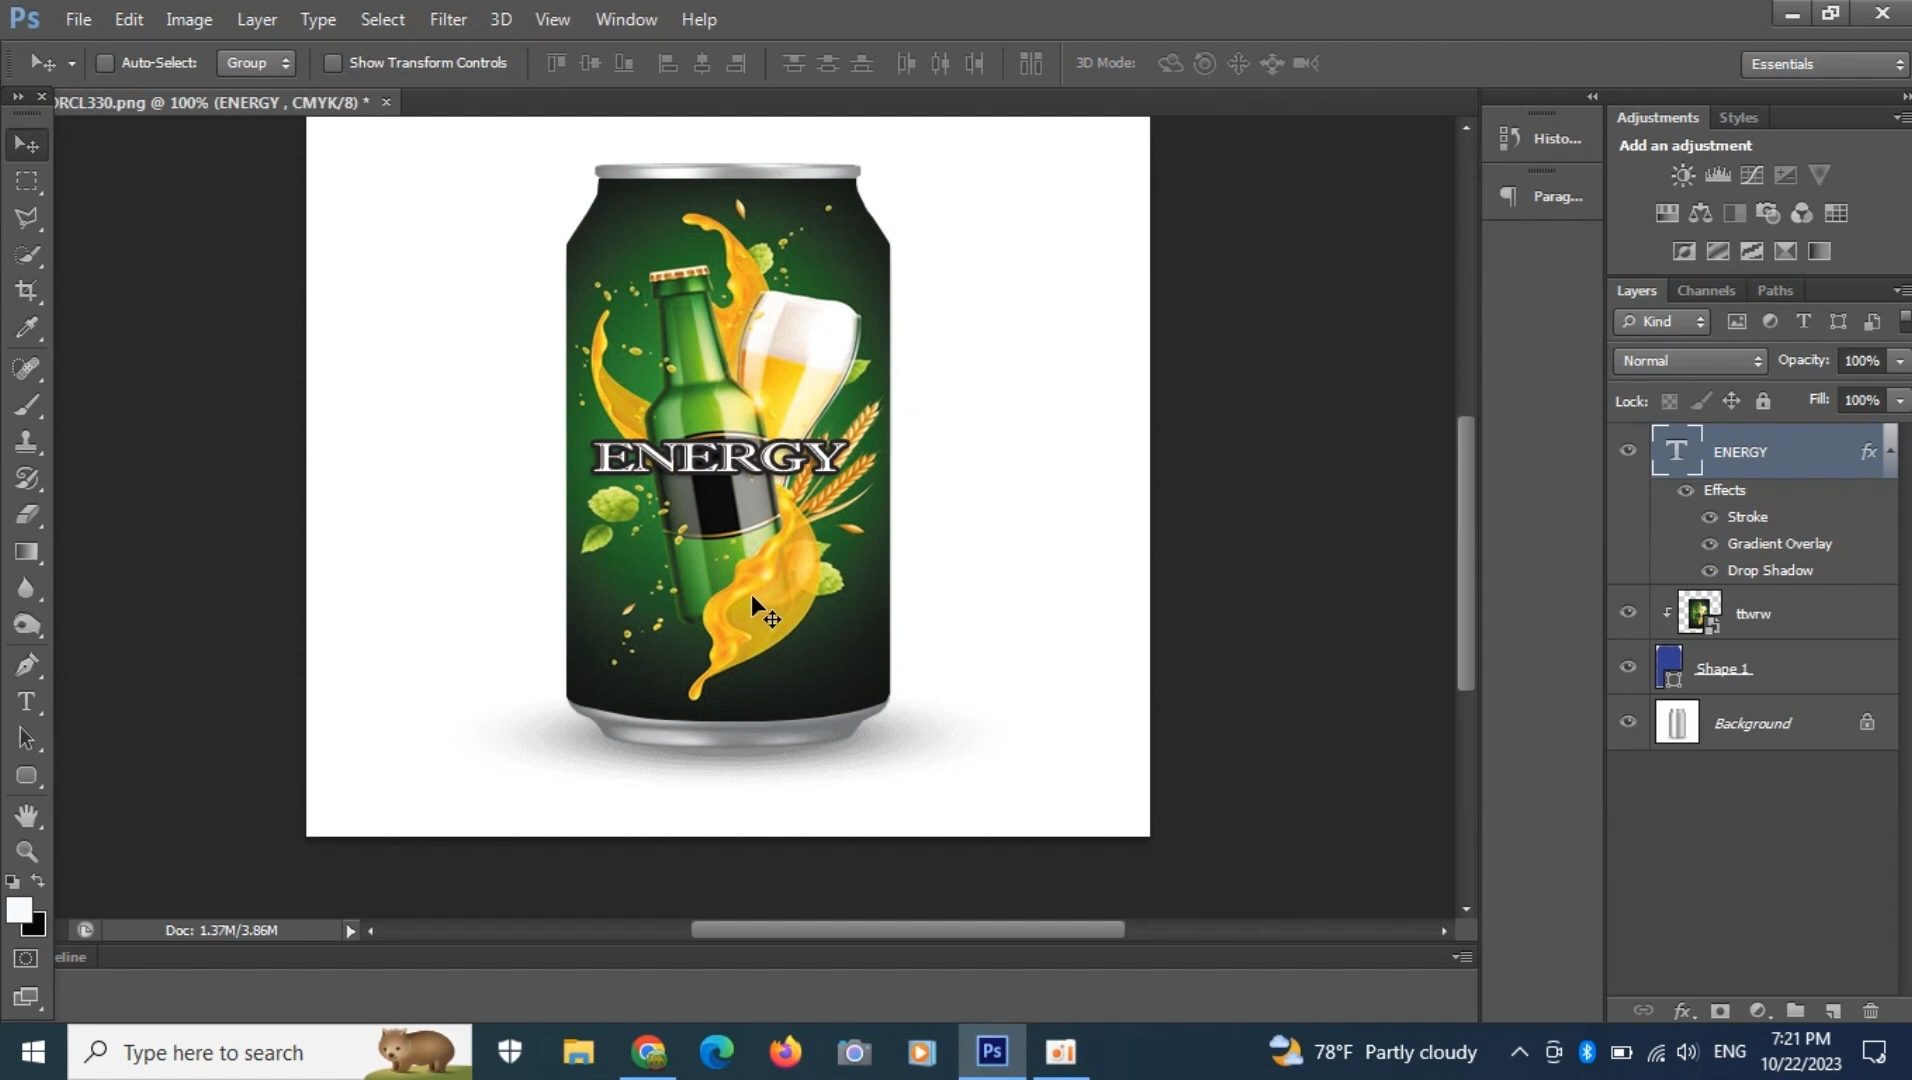 Ps File Edit Image Layer Type Select Filter 3D View Window Help
Auto-Select: Group Show Transform Controls 3D Mode: Essentials
ORCL330.png @ 100% (ENERGY , CMYK/8) *
Histo...
Parag...
Adjustments Styles
Add an adjustment
Layers Channels Paths
Kind
Normal Opacity: 100%
Lock: Fill: 100%
ENERGY fx
Effects
Stroke
Gradient Overlay
Drop Shadow
ttwrw
Shape 1
Background
ENERGY
Doc: 1.37M/3.86M
eline
Type here to search
Ps
78°F Partly cloudy
ENG
7:21 PM
10/22/2023